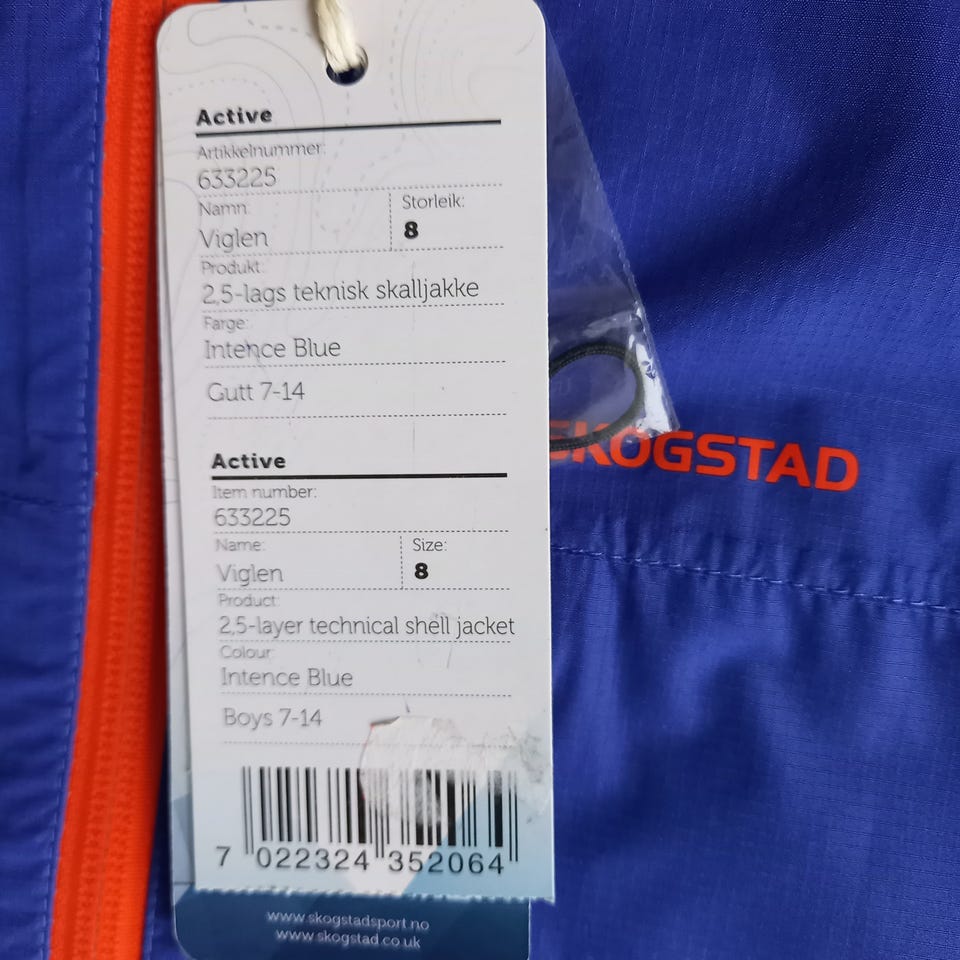 Active
Artikkelnummer:
633225
Namn: Storleik:
Viglen 8
Produkt:
2,5-lags teknisk skalljakke
Farge:
Intence Blue
Gutt 7-14
Active
Item number:
633225
Name: Size:
Viglen 8
Product:
2,5-layer technical shell jacket
Colour:
Intence Blue
Boys 7-14
7 022324 352064
www.skogstadsport.no
www.skogstad.co.uk
SKOGSTAD